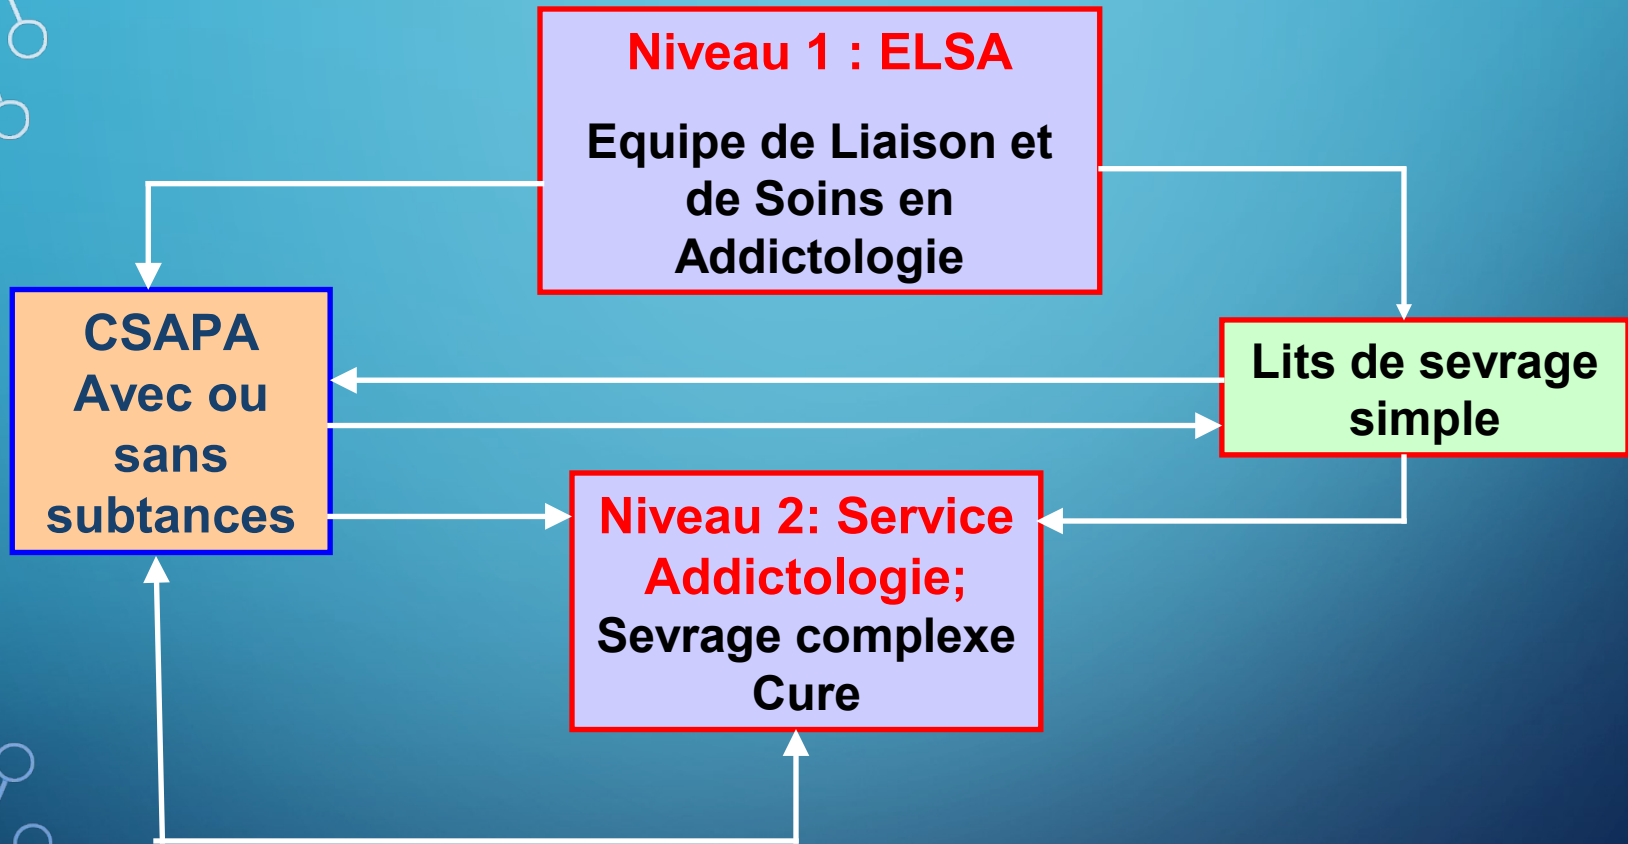 Niveau 1 : ELSA
Equipe de Liaison et
de Soins en
Addictologie
CSAPA
Avec ou
sans
subtances
Lits de sevrage
simple
Niveau 2: Service
Addictologie;
Sevrage complexe
Cure